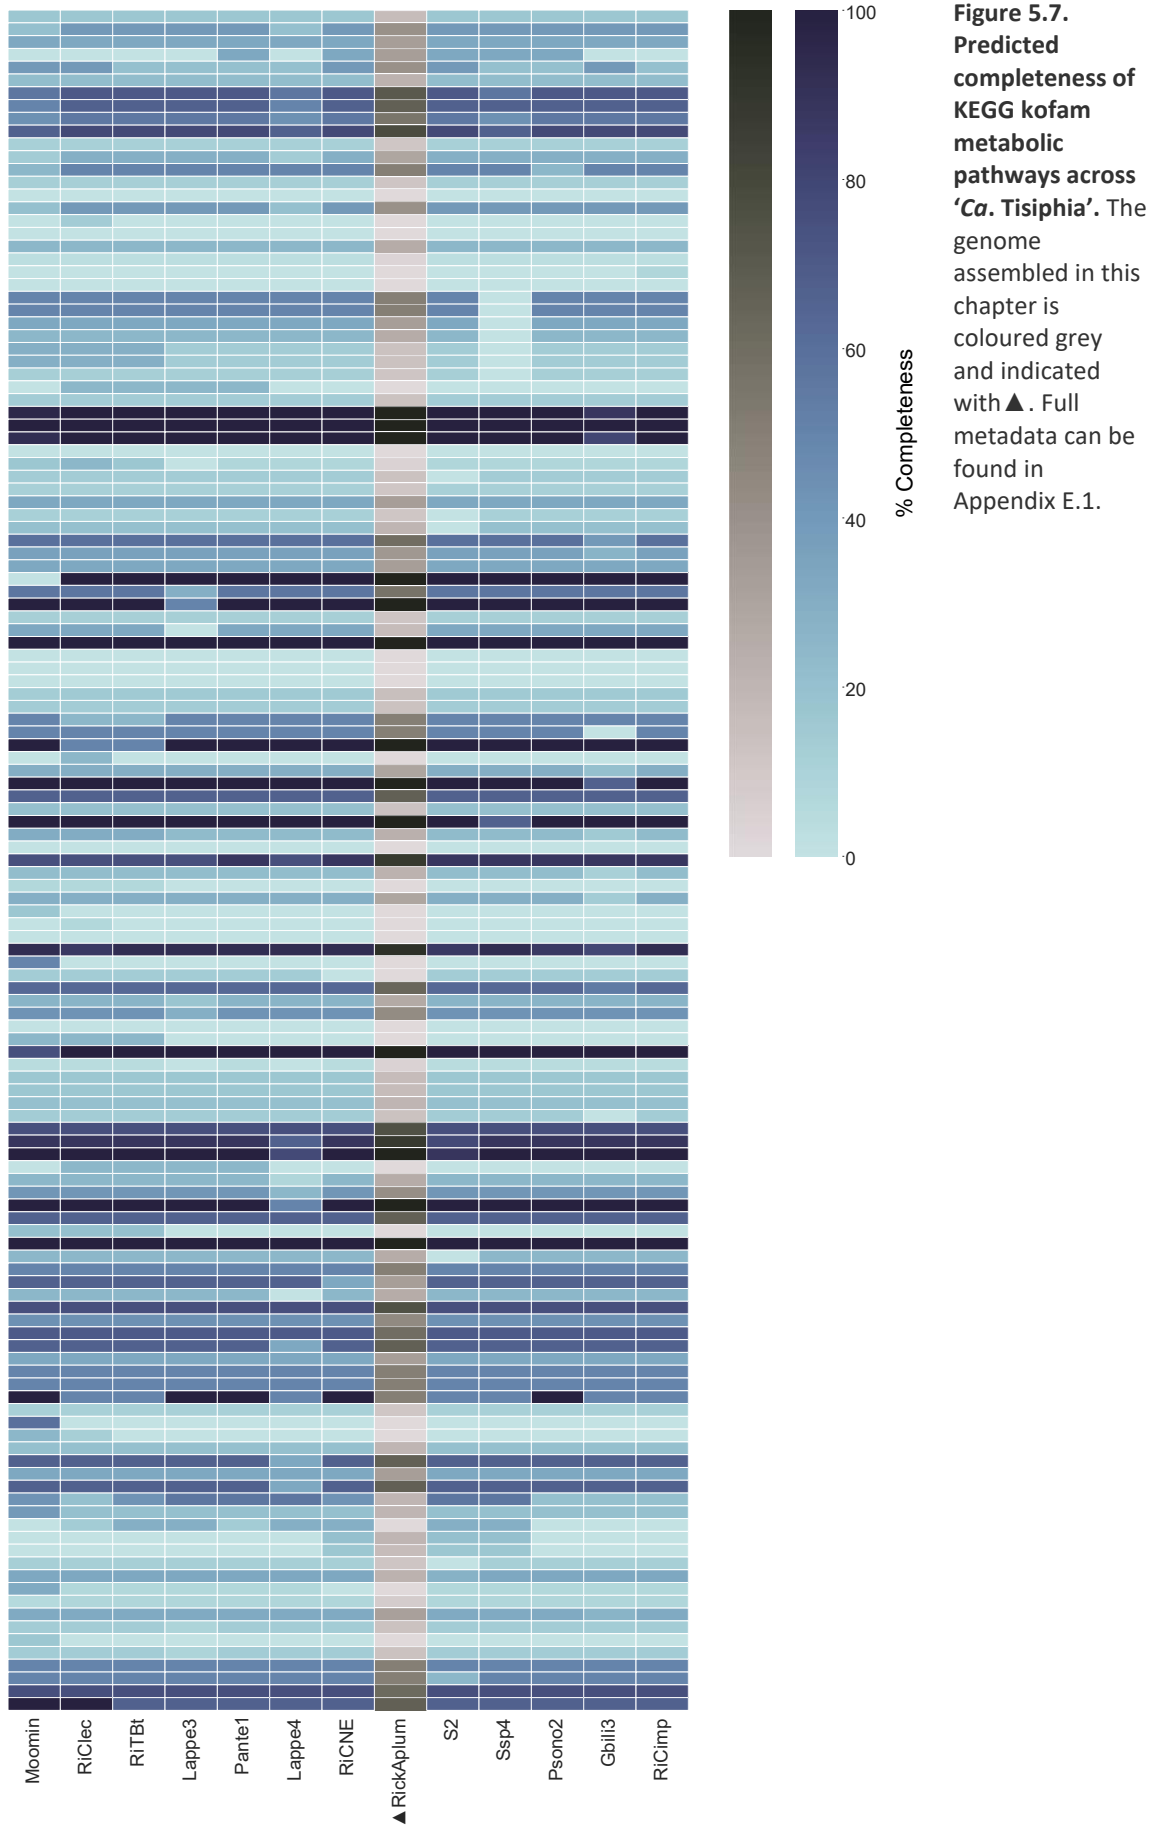 Figure 5.7.
Predicted
completeness of
KEGG kofam
metabolic
pathways across
‘Ca. Tisiphia’. The
genome
assembled in this
chapter is
coloured grey
and indicated
with▲. Full
metadata can be
found in
Appendix E.1.
100
80
60
40
20
0
% Completeness
Moomin
RiClec
RiTBt
Lappe3
Pante1
Lappe4
RiCNE
▲RickAplum
S2
Ssp4
Psono2
Gbili3
RiCimp